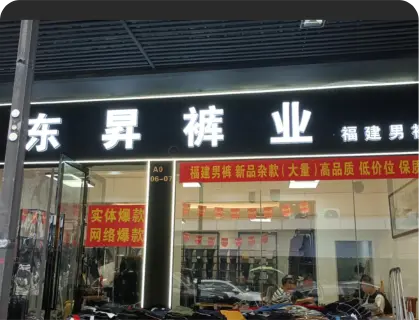 东昇裤业 福建男裤
A0
06-07
福建男裤 新品杂款(大量)高品质 低价位 保质
实体爆款
网络爆款